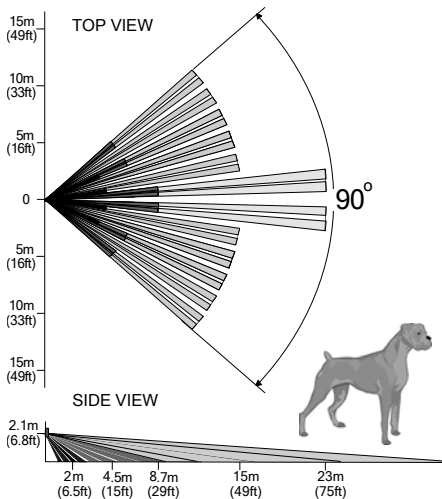 TOP VIEW
15m
(49ft)
10m
(33ft)
5m
(16ft)
0
90°
5m
(16ft)
10m
(33ft)
15m
(49ft)
SIDE VIEW
2.1m
(6.8ft)
2m
(6.5ft)
4.5m
(15ft)
8.7m
(29ft)
15m
(49ft)
23m
(75ft)